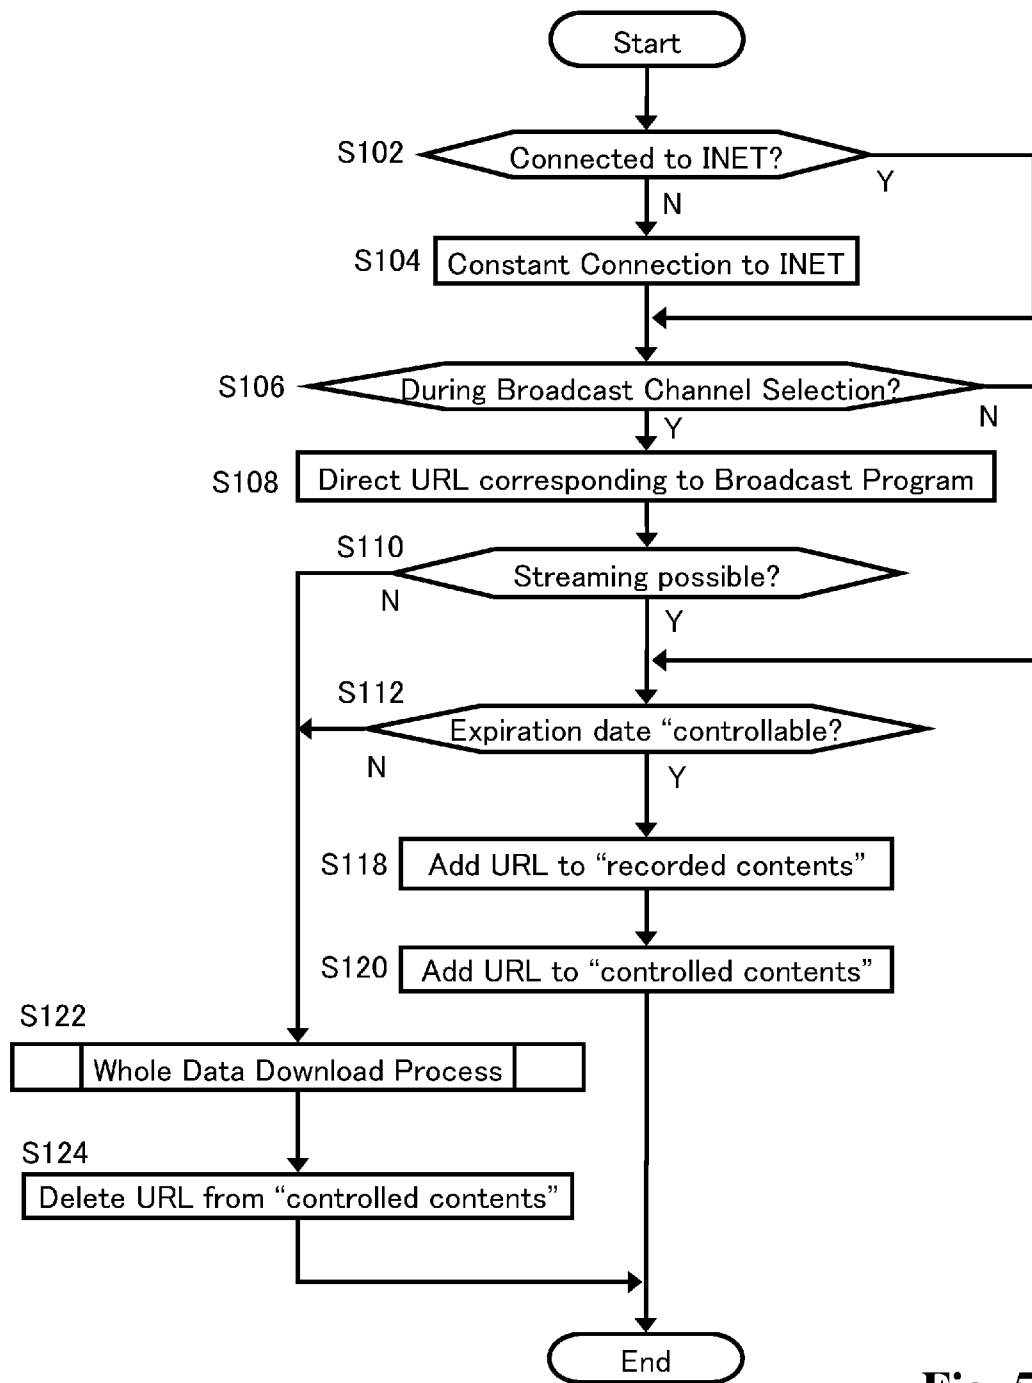 Start
S102
Connected to INET?
Y
N
S104
Constant Connection to INET
S106
During Broadcast Channel Selection?
N
Y
S108
Direct URL corresponding to Broadcast Program
S110
Streaming possible?
N
Y
S112
Expiration date “controllable?
N
Y
S118
Add URL to “recorded contents”
S120
Add URL to “controlled contents”
S122
Whole Data Download Process
S124
Delete URL from “controlled contents”
End
Fig. 5